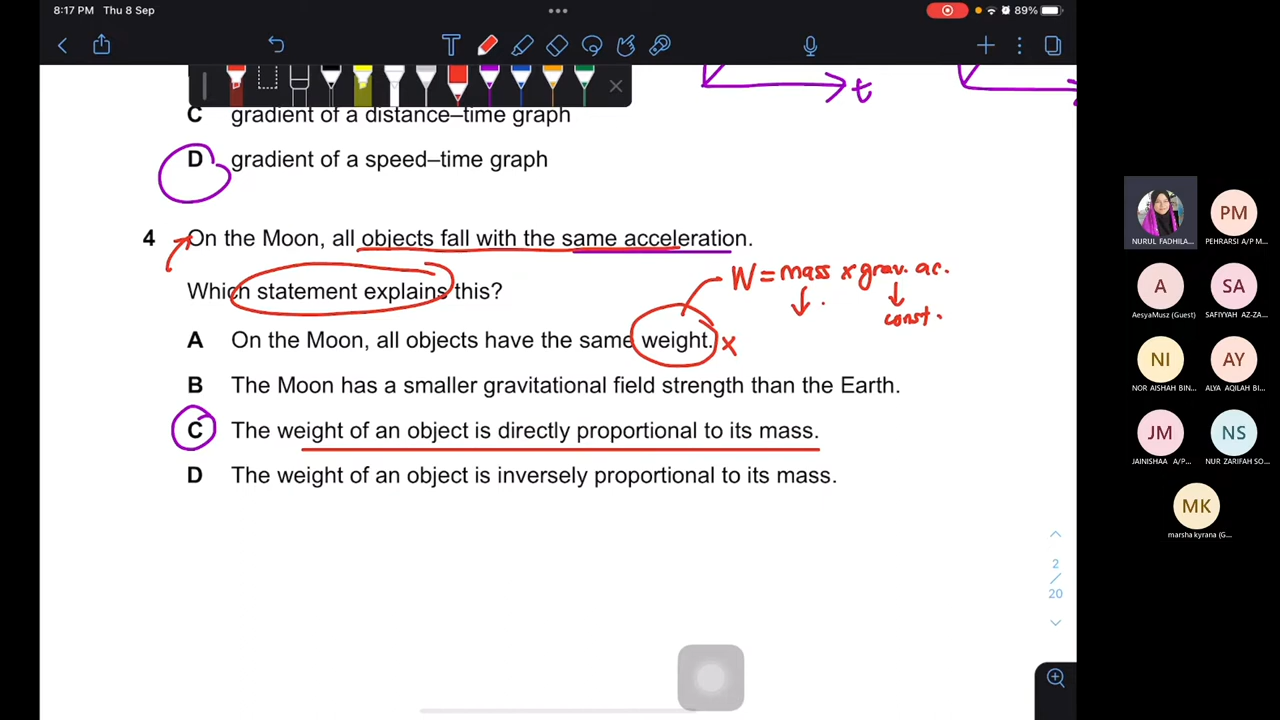 8:17 PM Thu 8 Sep
89%
t
C gradient of a distance–time graph
D gradient of a speed–time graph
4 On the Moon, all objects fall with the same acceleration.
W = mass x grav. ac.
Which statement explains this?
const.
A On the Moon, all objects have the same weight. x
B The Moon has a smaller gravitational field strength than the Earth.
C The weight of an object is directly proportional to its mass.
D The weight of an object is inversely proportional to its mass.
2
/
20
NURUL FADHILA...
PM
PEHRARSI A/P M...
A
AesyaMusz (Guest)
SA
SAFIYYAH AZ-ZA...
NI
NOR AISHAH BIN...
AY
ALYA AQILAH BI...
JM
JAINISHAA A/P...
NS
NUR ZARIFAH SO...
MK
marsha kyrana (G...
T